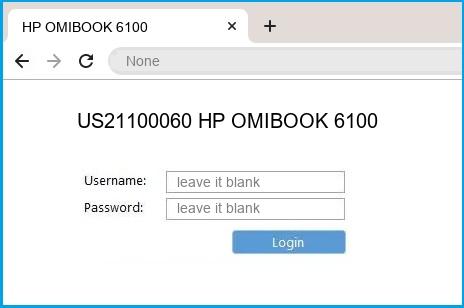 HP OMIBOOK 6100
None
US21100060 HP OMIBOOK 6100
Username: leave it blank
Password: leave it blank
Login